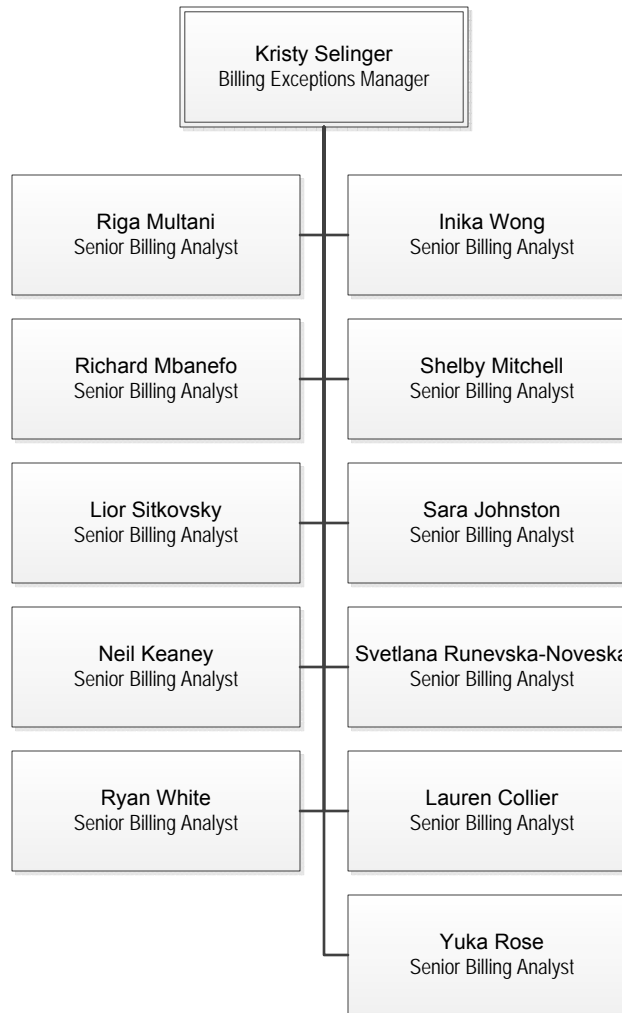 Kristy Selinger
Billing Exceptions Manager
Riga Multani
Senior Billing Analyst
Inika Wong
Senior Billing Analyst
Richard Mbanefo
Senior Billing Analyst
Shelby Mitchell
Senior Billing Analyst
Lior Sitkovsky
Senior Billing Analyst
Sara Johnston
Senior Billing Analyst
Neil Keaney
Senior Billing Analyst
Svetlana Runevska-Noveska
Senior Billing Analyst
Ryan White
Senior Billing Analyst
Lauren Collier
Senior Billing Analyst
Yuka Rose
Senior Billing Analyst